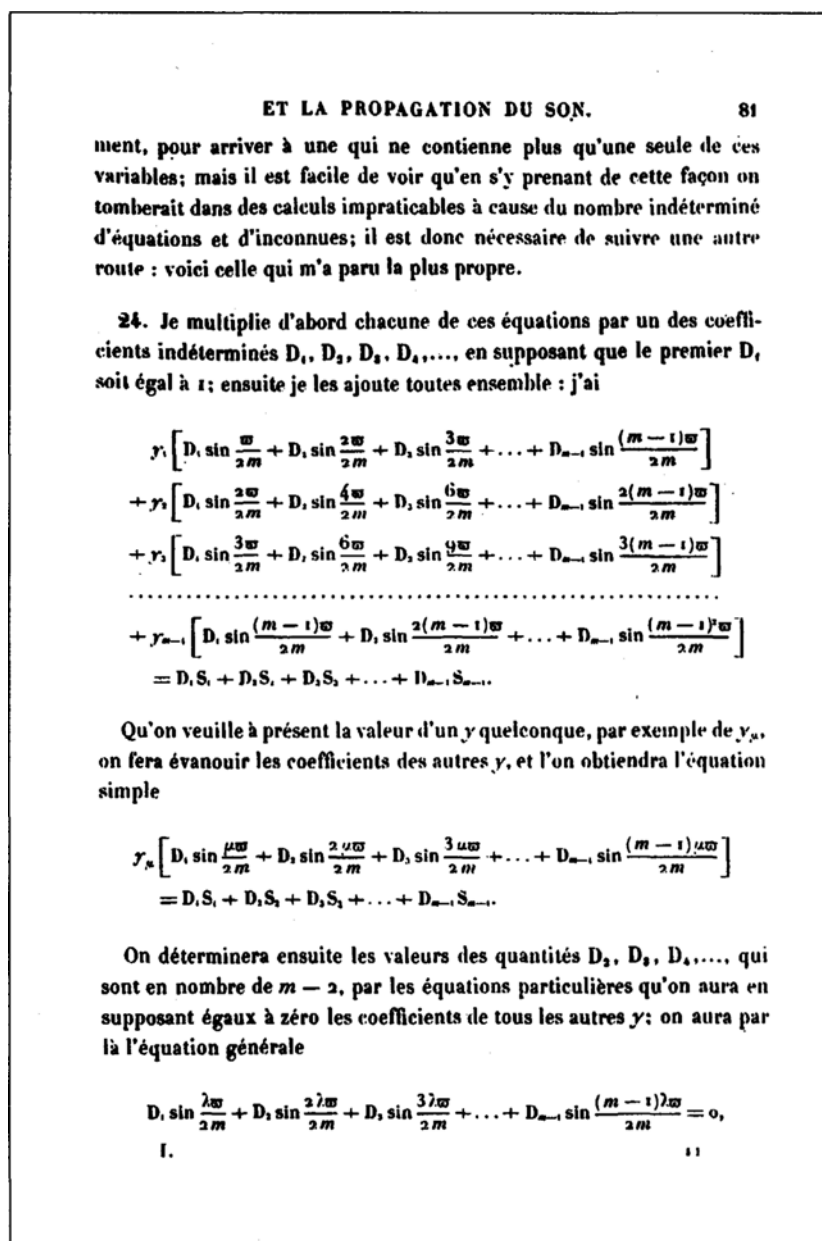 ET LA PROPAGATION DU SON. 81
ment, pour arriver à une qui ne contienne plus qu'une seule de ces
variables; mais il est facile de voir qu'en s'y prenant de cette façon on
tomberait dans des calculs impraticables à cause du nombre indéterminé
d'équations et d'inconnues; il est donc nécessaire de suivre une autre
route : voici celle qui m'a paru la plus propre.
24. Je multiplie d'abord chacune de ces équations par un des coeffi-
cients indéterminés D₁, D₂, D₃, D₄,..., en supposant que le premier D₁
soit égal à 1; ensuite je les ajoute toutes ensemble : j'ai
y₁ [D₁ sin ϖ/2m + D₂ sin 2ϖ/2m + D₃ sin 3ϖ/2m + ... + Dₘ₋₁ sin (m — 1)ϖ/2m]
+ y₂ [D₁ sin 2ϖ/2m + D₂ sin 4ϖ/2m + D₃ sin 6ϖ/2m + ... + Dₘ₋₁ sin 2(m — 1)ϖ/2m]
+ y₃ [D₁ sin 3ϖ/2m + D₂ sin 6ϖ/2m + D₃ sin 9ϖ/2m + ... + Dₘ₋₁ sin 3(m — 1)ϖ/2m]
..........................................................
+ yₘ₋₁ [D₁ sin (m — 1)ϖ/2m + D₂ sin 2(m — 1)ϖ/2m + ... + Dₘ₋₁ sin (m — 1)²ϖ/2m]
= D₁S₁ + D₂S₂ + D₃S₃ + ... + Dₘ₋₁Sₘ₋₁.
Qu'on veuille à présent la valeur d'un y quelconque, par exemple de y_μ,
on fera évanouir les coefficients des autres y, et l'on obtiendra l'équation
simple
y_μ [D₁ sin μϖ/2m + D₂ sin 2μϖ/2m + D₃ sin 3μϖ/2m + ... + Dₘ₋₁ sin (m — 1)μϖ/2m]
= D₁S₁ + D₂S₂ + D₃S₃ + ... + Dₘ₋₁Sₘ₋₁.
On déterminera ensuite les valeurs des quantités D₂, D₃, D₄,..., qui
sont en nombre de m — 2, par les équations particulières qu'on aura en
supposant égaux à zéro les coefficients de tous les autres y; on aura par
là l'équation générale
D₁ sin λϖ/2m + D₂ sin 2λϖ/2m + D₃ sin 3λϖ/2m + ... + Dₘ₋₁ sin (m — 1)λϖ/2m = 0,
I. 11